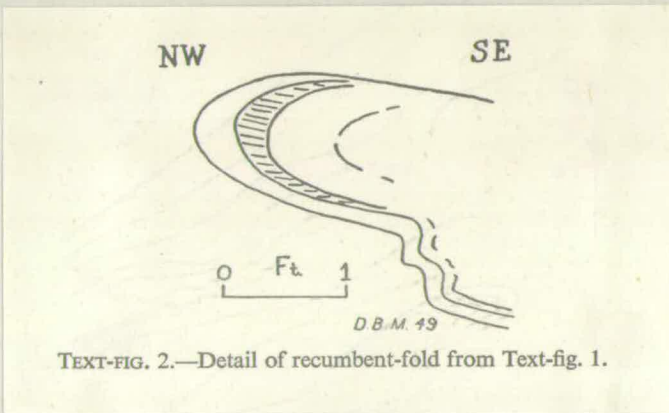 NW SE
0 Ft. 1
D.B.M. 49
TEXT-FIG. 2.—Detail of recumbent-fold from Text-fig. 1.